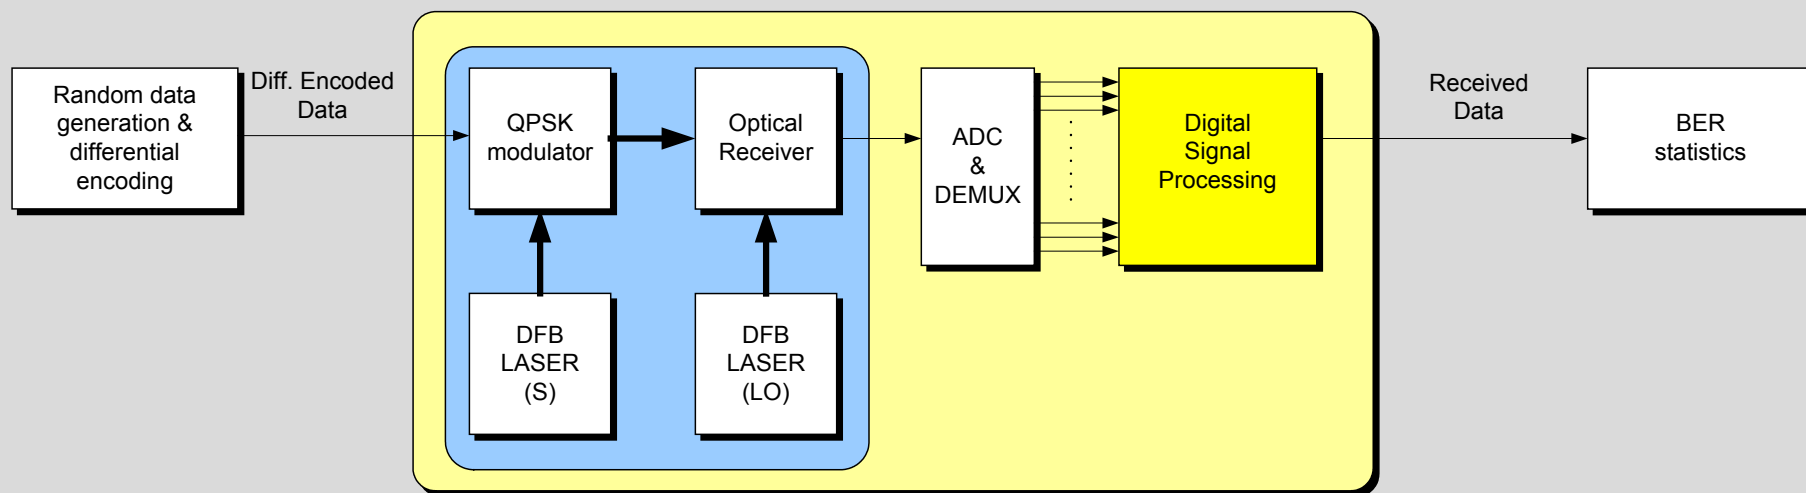 Random data
generation &
differential
encoding
Diff. Encoded
Data
QPSK
modulator
Optical
Receiver
DFB
LASER
(S)
DFB
LASER
(LO)
ADC
&
DEMUX
Digital
Signal
Processing
Received
Data
BER
statistics